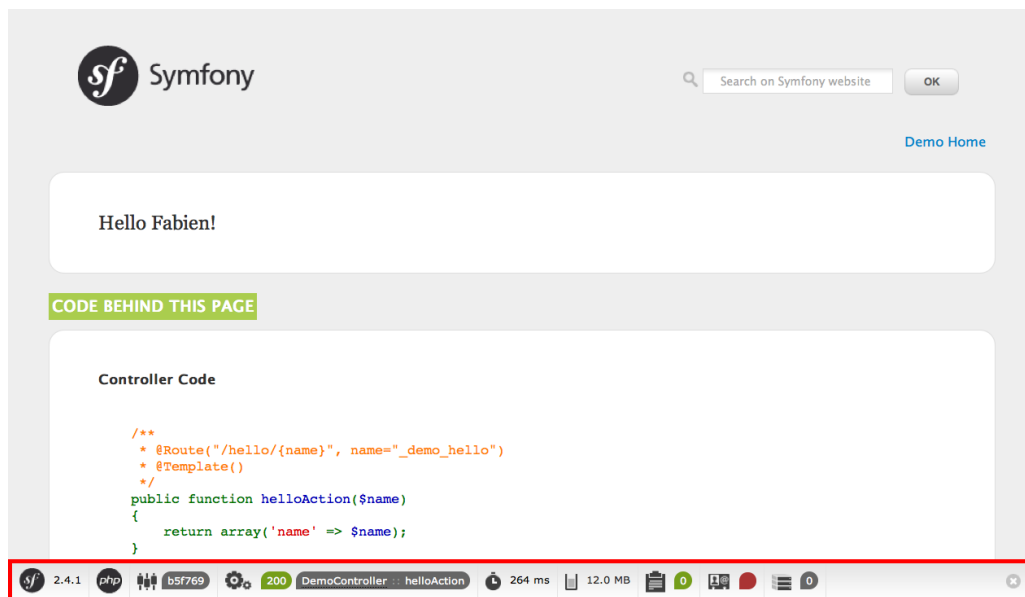 sf Symfony
Search on Symfony website OK
Demo Home
Hello Fabien!
CODE BEHIND THIS PAGE
Controller Code
/**
* @Route("/hello/{name}", name="_demo_hello")
* @Template()
*/
public function helloAction($name)
{
return array('name' => $name);
}
sf 2.4.1 php b5f769 200 DemoController :: helloAction 264 ms 12.0 MB 0 0